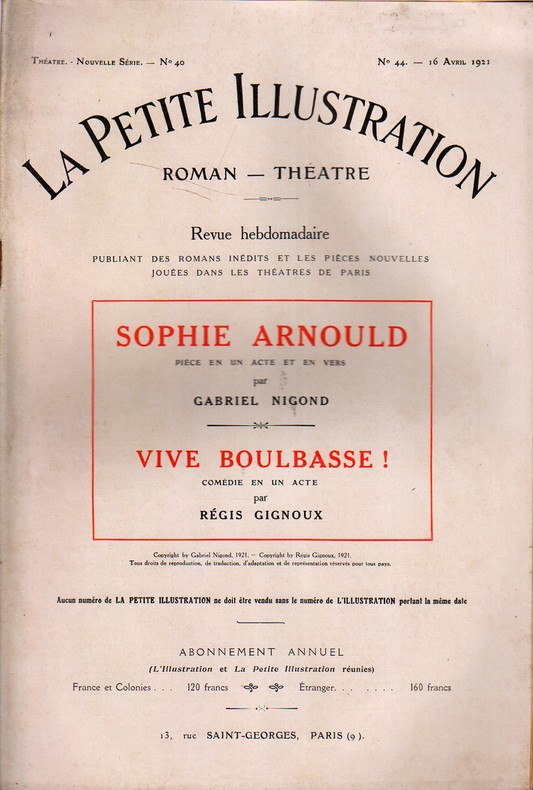 THÉATRE. - NOUVELLE SÉRIE. — No 40
No 44. — 16 AVRIL 1921
LA PETITE ILLUSTRATION
ROMAN — THÉATRE
Revue hebdomadaire
PUBLIANT DES ROMANS INÉDITS ET LES PIÈCES NOUVELLES
JOUÉES DANS LES THÉATRES DE PARIS
SOPHIE ARNOULD
PIÈCE EN UN ACTE ET EN VERS
par
GABRIEL NIGOND
VIVE BOULBASSE !
COMÉDIE EN UN ACTE
par
RÉGIS GIGNOUX
Copyright by Gabriel Nigond, 1921. — Copyright by Régis Gignoux, 1921.
Tous droits de reproduction, de traduction, d'adaptation et de représentation réservés pour tous pays.
Aucun numéro de LA PETITE ILLUSTRATION ne doit être vendu sans le numéro de L'ILLUSTRATION portant la même date
ABONNEMENT ANNUEL
(L'Illustration et La Petite Illustration réunies)
France et Colonies . . . 120 francs Étranger. . . . . . . 160 francs
13, rue SAINT-GEORGES, PARIS (9e).